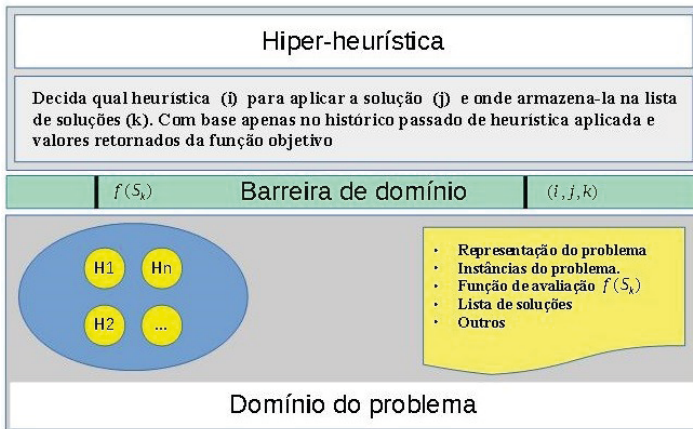 Hiper-heurística
Decida qual heurística (i) para aplicar a solução (j) e onde armazena-la na lista
de soluções (k). Com base apenas no histórico passado de heurística aplicada e
valores retornados da função objetivo
f(Sₖ) Barreira de domínio (i,j,k)
H1 Hn
H2 ...
• Representação do problema
• Instâncias do problema.
• Função de avaliação f(Sₖ)
• Lista de soluções
• Outros
Domínio do problema